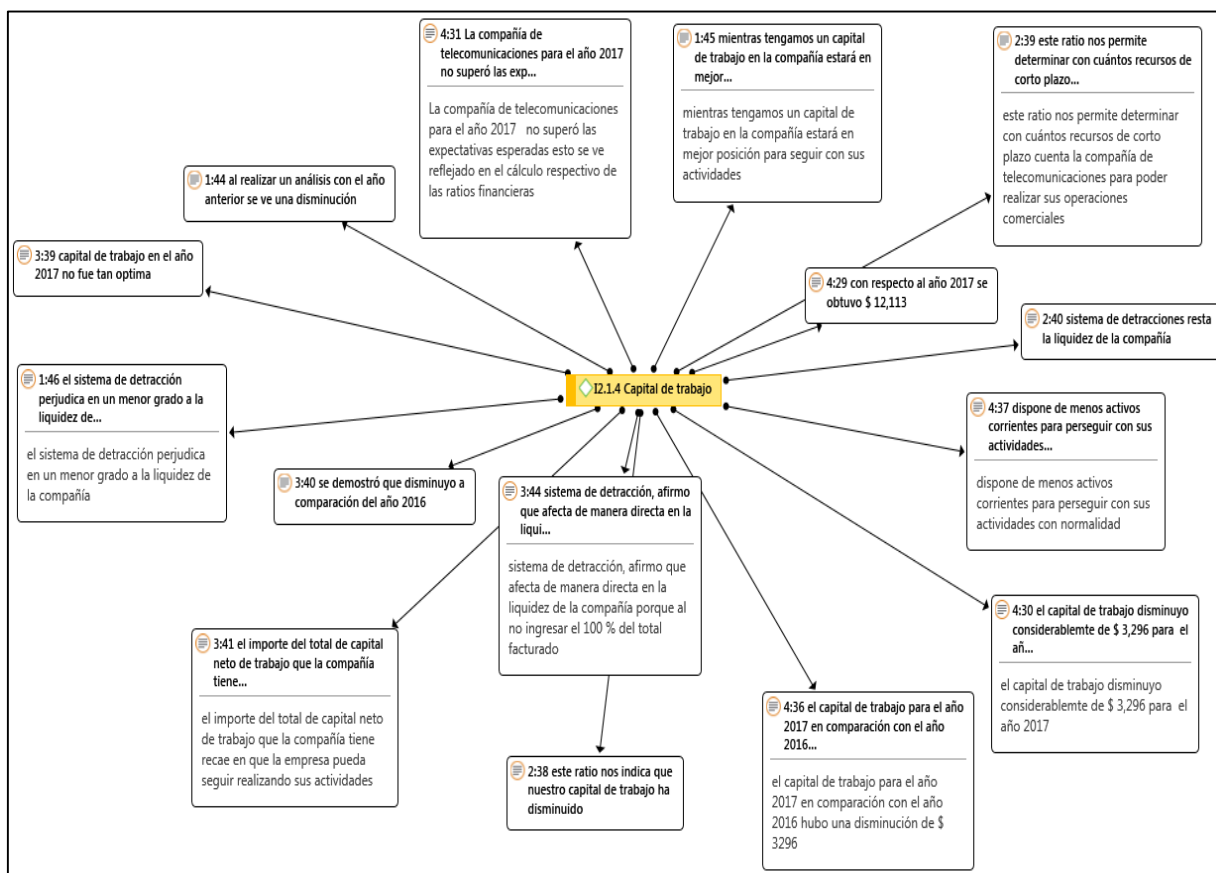 4:31 La compañía de
telecomunicaciones para el año 2017
no superó las exp...
La compañía de telecomunicaciones
para el año 2017 no superó las
expectativas esperadas esto se ve
reflejado en el cálculo respectivo de
las ratios financieras
1:45 mientras tengamos un capital
de trabajo en la compañía estará en
mejor...
mientras tengamos un capital de
trabajo en la compañía estará en
mejor posición para seguir con sus
actividades
2:39 este ratio nos permite
determinar con cuántos recursos de
corto plazo...
este ratio nos permite determinar
con cuántos recursos de corto
plazo cuenta la compañía de
telecomunicaciones para poder
realizar sus operaciones
comerciales
1:44 al realizar un análisis con el año
anterior se ve una disminución
3:39 capital de trabajo en el año
2017 no fue tan optima
4:29 con respecto al año 2017 se
obtuvo $ 12,113
2:40 sistema de detracciones resta
la liquidez de la compañía
I2.1.4 Capital de trabajo
1:46 el sistema de detracción
perjudica en un menor grado a la
liquidez de...
el sistema de detracción perjudica
en un menor grado a la liquidez de
la compañía
4:37 dispone de menos activos
corrientes para perseguir con sus
actividades...
dispone de menos activos
corrientes para perseguir con sus
actividades con normalidad
3:40 se demostró que disminuyo a
comparación del año 2016
3:44 sistema de detracción, afirmo
que afecta de manera directa en la
liqui...
sistema de detracción, afirmo que
afecta de manera directa en la
liquidez de la compañía porque al
no ingresar el 100 % del total
facturado
4:30 el capital de trabajo disminuyo
considerablemte de $ 3,296 para el
añ...
el capital de trabajo disminuyo
considerablemte de $ 3,296 para el
año 2017
3:41 el importe del total de capital
neto de trabajo que la compañía
tiene...
el importe del total de capital neto
de trabajo que la compañía tiene
recae en que la empresa pueda
seguir realizando sus actividades
2:38 este ratio nos indica que
nuestro capital de trabajo ha
disminuido
4:36 el capital de trabajo para el año
2017 en comparación con el año
2016...
el capital de trabajo para el año
2017 en comparación con el año
2016 hubo una disminución de $
3296